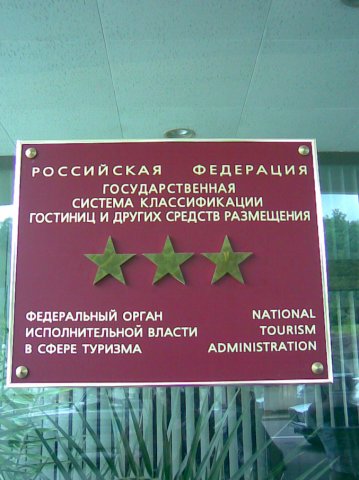 РОССИЙСКАЯ ФЕДЕРАЦИЯ
ГОСУДАРСТВЕННАЯ
СИСТЕМА КЛАССИФИКАЦИИ
ГОСТИНИЦ И ДРУГИХ СРЕДСТВ РАЗМЕЩЕНИЯ
ФЕДЕРАЛЬНЫЙ ОРГАН
ИСПОЛНИТЕЛЬНОЙ ВЛАСТИ
В СФЕРЕ ТУРИЗМА
NATIONAL
TOURISM
ADMINISTRATION